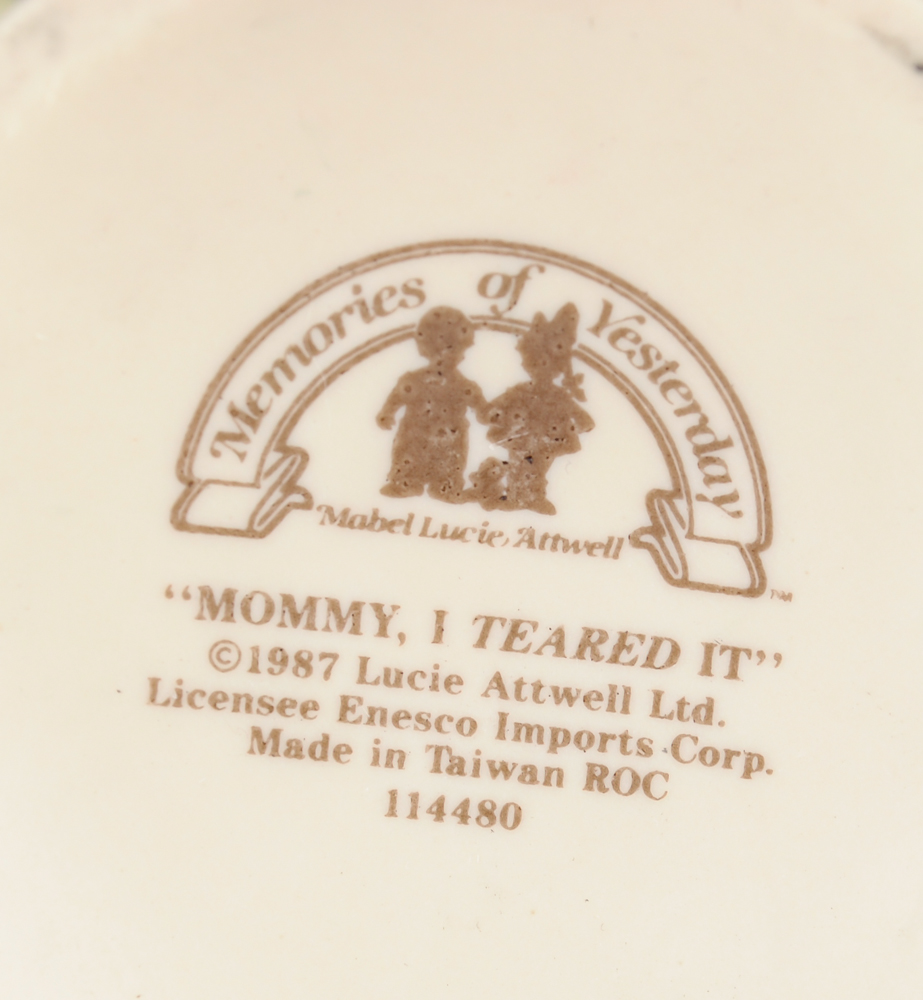 Memories of Yesterday
Mabel Lucie Attwell
TM
“MOMMY, I TEARED IT”
©1987 Lucie Attwell Ltd.
Licensee Enesco Imports Corp.
Made in Taiwan ROC
114480